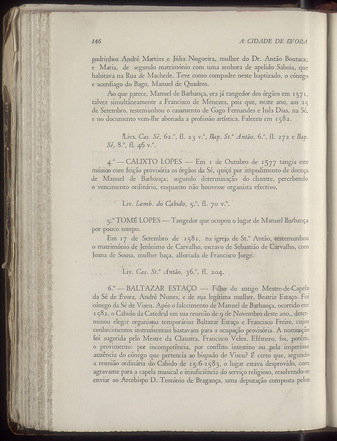 146 A CIDADE DE ÉVORA
padrinhos André Martins e Júlia Nogueira, mulher do Dr. Antão Boutaca;
e Maria, de segundo matrimónio com uma senhora de apelido Saboia, que
habitava na Rua de Machede. Teve como compadre neste baptizado, o cónego
e acerdiago do Bago, Manuel de Quadros.
Ao que parece, Manuel de Barbança, era já tangedor dos órgãos em 1571,
talvez simultâneamente a Francisco de Menezes, pois que, neste ano, aos 25
de Setembro, testemunhou o casamento de Gago Fernandes e Inês Dias, na Sé,
e no documento vem-lhe abonada a profissão artística. Faleceu em 1582.
Livs. Cas. Sé, 62.°, fl. 23 v.°, Bap. St.° Antão, 6.°, fl. 272 e Bap.
Sé, 8.°, fl. 46 v.°.
4.° — CALIXTO LOPES — Em 1 de Outubro de 1577 tangia este
músico com feição provisória os órgãos da Sé, quiçá por impedimento de doença
de Manuel de Barbança; segundo determinação do chantre, percebendo
o vencimento ordinário, enquanto não houvesse organista efectivo.
Liv. Lemb. do Cabido, 5.°, fl. 70 v.°.
5.° TOMÉ LOPES — Tangedor que ocupou o lugar de Manuel Barbança
por pouco tempo.
Em 17 de Setembro de 1581, na igreja de St.° Antão, testemunhou
o matrimónio de Jerónimo de Carvalho, escravo de Sebastião de Carvalho, com
Joana de Sousa, mulher baça, alforriada de Francisco Jorge.
Liv. Cas. St.° Antão, 36.°, fl. 204.
6.° — BALTAZAR ESTAÇO — Filho do antigo Mestre-de-Capela
da Sé de Évora, André Nunes, e de sua legítima mulher, Beatriz Estaço. Foi
cónego da Sé de Viseu. Após o falecimento de Manuel de Barbança, ocorrido em
1582, o Cabido da Catedral em sua reunião de 9 de Novembro deste ano, deter-
minou eleger organistas temporários Baltazar Estaço e Francisco Freire, cujos
conhecimentos instrumentais bastavam para a ocupação provisória. A nomeação
foi sugerida pelo Mestre da Claustra, Francisco Velez. Efémero, foi, porém,
o provimento: por incompetência, por conflito intestino ou pela imperiosa
ausência do cónego que pertencia ao bispado de Viseu? É certo que, segundo
a reunião ordinária do Cabido de 15-6-1583, o lugar estava desprovido, com
agravante para a capela musical e insuficiência do serviço religioso, resolvendo-se
enviar ao Arcebispo D. Teotónio de Bragança, uma deputação composta pelos